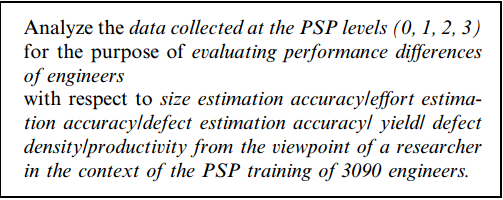 Analyze the data collected at the PSP levels (0, 1, 2, 3)
for the purpose of evaluating performance differences
of engineers
with respect to size estimation accuracy/effort estima-
tion accuracy/defect estimation accuracy/ yield/ defect
density/productivity from the viewpoint of a researcher
in the context of the PSP training of 3090 engineers.